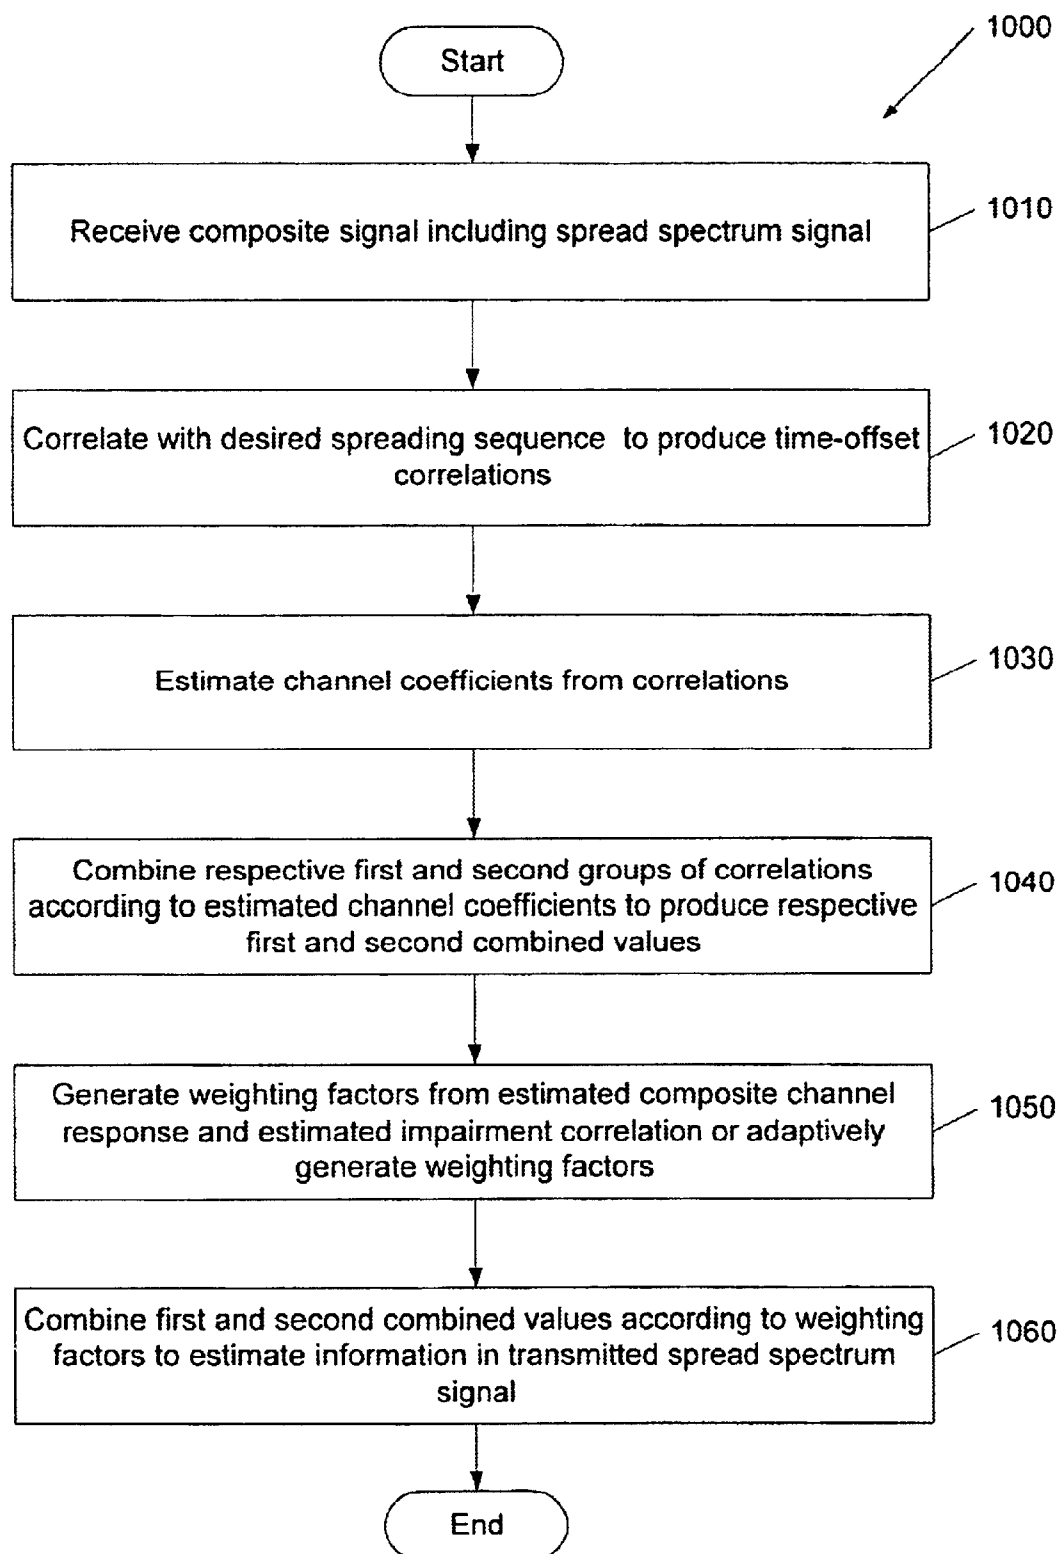 1000
Start
Receive composite signal including spread spectrum signal
1010
Correlate with desired spreading sequence to produce time-offset
correlations
1020
Estimate channel coefficients from correlations
1030
Combine respective first and second groups of correlations
according to estimated channel coefficients to produce respective
first and second combined values
1040
Generate weighting factors from estimated composite channel
response and estimated impairment correlation or adaptively
generate weighting factors
1050
Combine first and second combined values according to weighting
factors to estimate information in transmitted spread spectrum
signal
1060
End